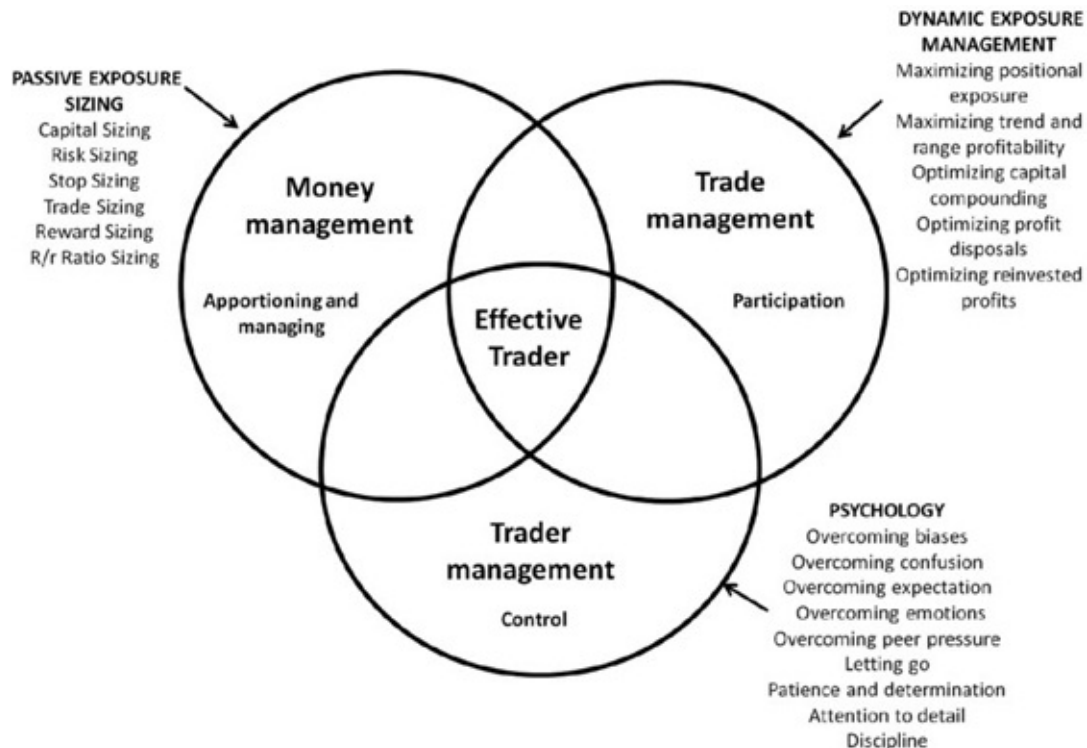 PASSIVE EXPOSURE
SIZING
Capital Sizing
Risk Sizing
Stop Sizing
Trade Sizing
Reward Sizing
R/r Ratio Sizing
Money
management
Apportioning and
managing
Trade
management
Participation
DYNAMIC EXPOSURE
MANAGEMENT
Maximizing positional
exposure
Maximizing trend and
range profitability
Optimizing capital
compounding
Optimizing profit
disposals
Optimizing reinvested
profits
Effective
Trader
Trader
management
Control
PSYCHOLOGY
Overcoming biases
Overcoming confusion
Overcoming expectation
Overcoming emotions
Overcoming peer pressure
Letting go
Patience and determination
Attention to detail
Discipline